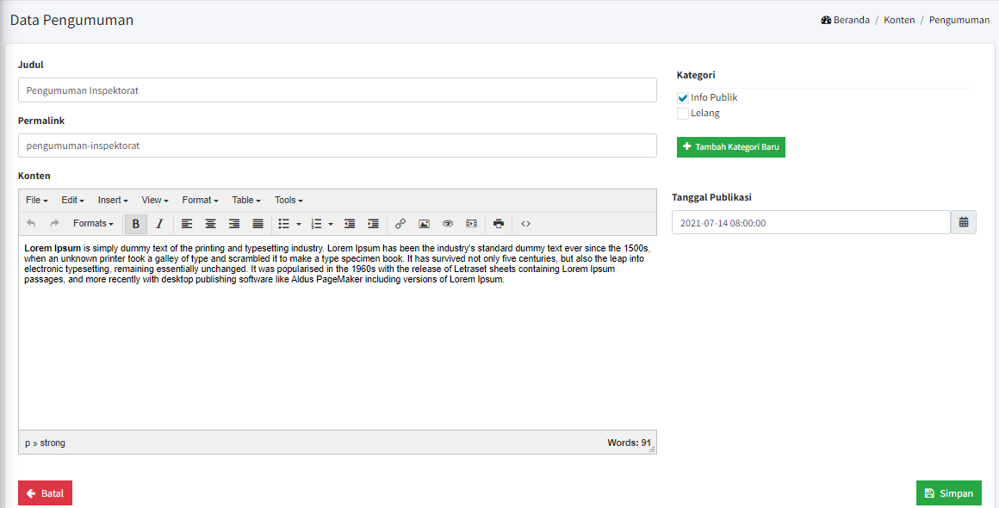 Data Pengumuman
Beranda / Konten / Pengumuman
Judul
Pengumuman Inspektorat
Permalink
pengumuman-inspektorat
Konten
File Edit Insert View Format Table Tools
Formats B I
Lorem Ipsum is simply dummy text of the printing and typesetting industry. Lorem Ipsum has been the industry's standard dummy text ever since the 1500s,
when an unknown printer took a galley of type and scrambled it to make a type specimen book. It has survived not only five centuries, but also the leap into
electronic typesetting, remaining essentially unchanged. It was popularised in the 1960s with the release of Letraset sheets containing Lorem Ipsum
passages, and more recently with desktop publishing software like Aldus PageMaker including versions of Lorem Ipsum.
p » strong
Words: 91
Kategori
Info Publik
Lelang
Tambah Kategori Baru
Tanggal Publikasi
2021-07-14 08:00:00
Batal
Simpan